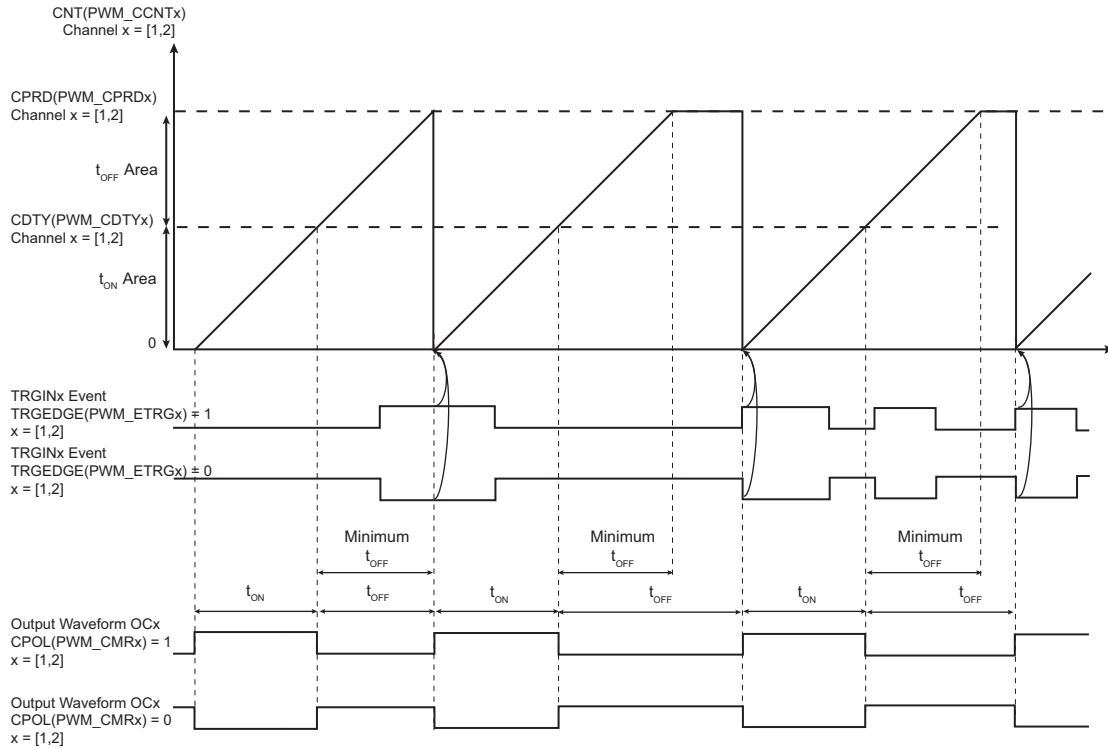 CNT(PWM_CCNTx)
Channel x = [1,2]
CPRD(PWM_CPRDx)
Channel x = [1,2]
tOFF Area
CDTY(PWM_CDTYx)
Channel x = [1,2]
tON Area
0
TRGINx Event
TRGEDGE(PWM_ETRGx) = 1
x = [1,2]
TRGINx Event
TRGEDGE(PWM_ETRGx) = 0
x = [1,2]
Minimum Minimum Minimum
tOFF tOFF tOFF
tON tOFF tON tOFF tON tOFF
Output Waveform OCx
CPOL(PWM_CMRx) = 1
x = [1,2]
Output Waveform OCx
CPOL(PWM_CMRx) = 0
x = [1,2]